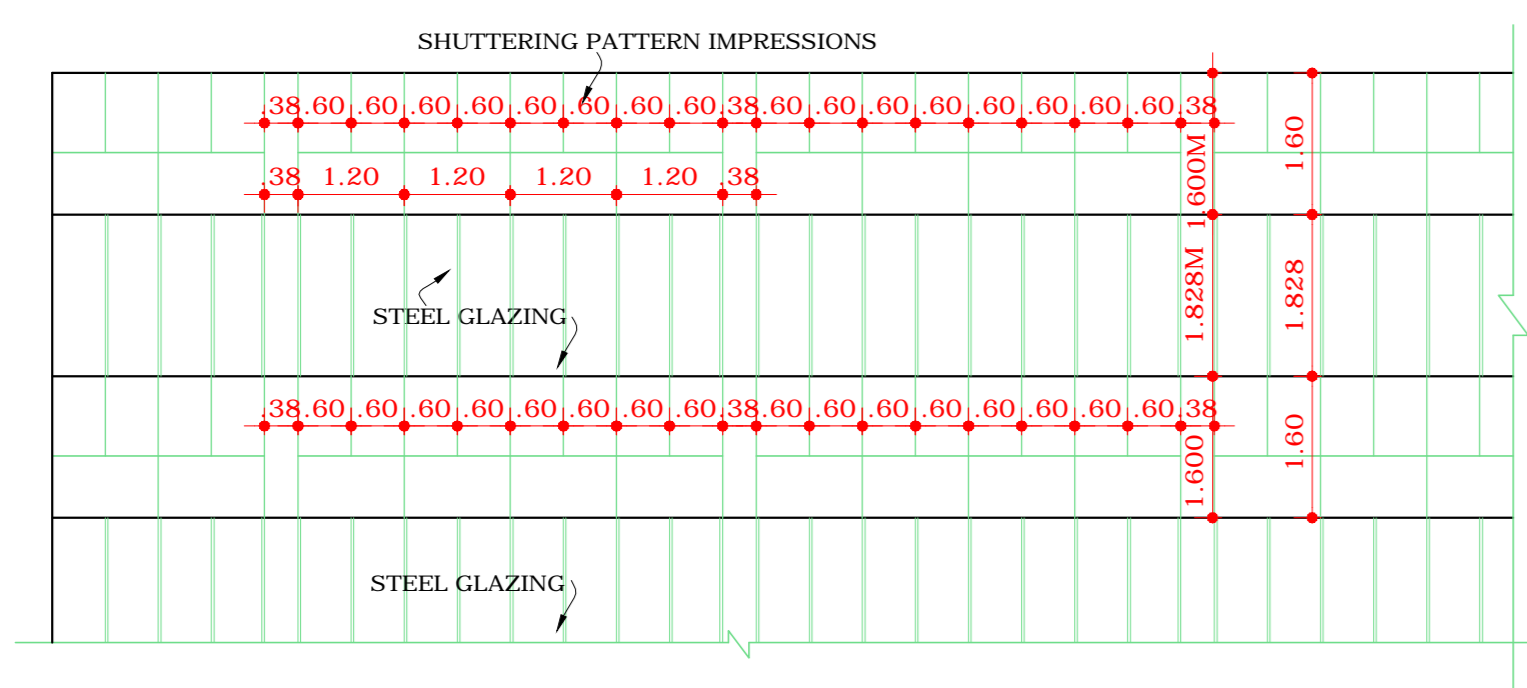 SHUTTERING PATTERN IMPRESSIONS
.38 .60 .60 .60 .60 .60 .60 .60 .60 .38 .60 .60 .60 .60 .60 .60 .60 .60 .38
1.600M
1.60
.38 1.20 1.20 1.20 1.20 .38
1.828M
1.828
STEEL GLAZING
.38 .60 .60 .60 .60 .60 .60 .60 .60 .38 .60 .60 .60 .60 .60 .60 .60 .60 .38
1.600
1.60
STEEL GLAZING